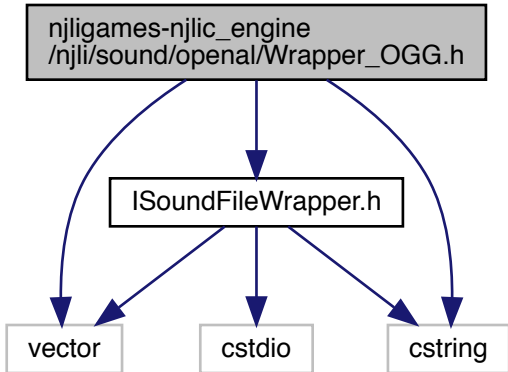 njligames-njlic_engine
/njli/sound/openal/Wrapper_OGG.h
ISoundFileWrapper.h
vector
cstdio
cstring